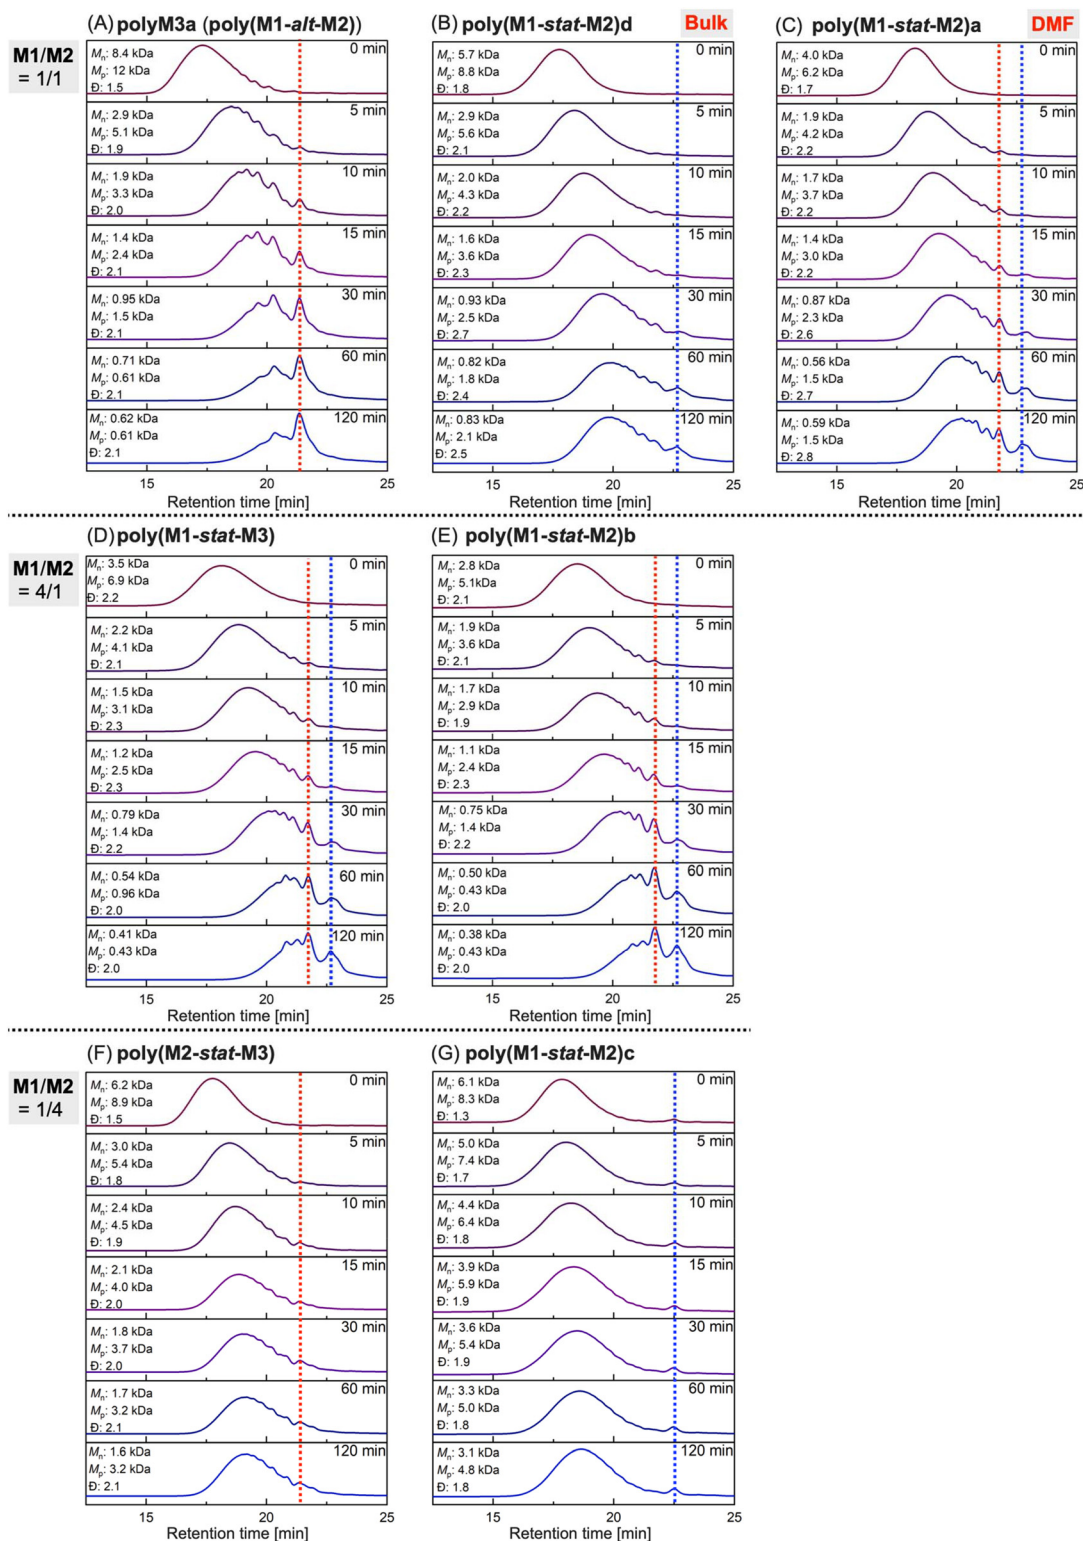 (A) polyM3a (poly(M1-alt-M2))
M1/M2
= 1/1
Mn: 8.4 kDa
Mp: 12 kDa
Đ: 1.5
0 min
Mn: 2.9 kDa
Mp: 5.1 kDa
Đ: 1.9
5 min
Mn: 1.9 kDa
Mp: 3.3 kDa
Đ: 2.0
10 min
Mn: 1.4 kDa
Mp: 2.4 kDa
Đ: 2.1
15 min
Mn: 0.95 kDa
Mp: 1.5 kDa
Đ: 2.1
30 min
Mn: 0.71 kDa
Mp: 0.61 kDa
Đ: 2.1
60 min
Mn: 0.62 kDa
Mp: 0.61 kDa
Đ: 2.1
120 min
15 20 25
Retention time [min]
(B) poly(M1-stat-M2)d
Bulk
Mn: 5.7 kDa
Mp: 8.8 kDa
Đ: 1.8
0 min
Mn: 2.9 kDa
Mp: 5.6 kDa
Đ: 2.1
5 min
Mn: 2.0 kDa
Mp: 4.3 kDa
Đ: 2.2
10 min
Mn: 1.6 kDa
Mp: 3.6 kDa
Đ: 2.3
15 min
Mn: 0.93 kDa
Mp: 2.5 kDa
Đ: 2.7
30 min
Mn: 0.82 kDa
Mp: 1.8 kDa
Đ: 2.4
60 min
Mn: 0.83 kDa
Mp: 2.1 kDa
Đ: 2.5
120 min
15 20 25
Retention time [min]
(C) poly(M1-stat-M2)a
DMF
Mn: 4.0 kDa
Mp: 6.2 kDa
Đ: 1.7
0 min
Mn: 1.9 kDa
Mp: 4.2 kDa
Đ: 2.2
5 min
Mn: 1.7 kDa
Mp: 3.7 kDa
Đ: 2.2
10 min
Mn: 1.4 kDa
Mp: 3.0 kDa
Đ: 2.2
15 min
Mn: 0.87 kDa
Mp: 2.3 kDa
Đ: 2.6
30 min
Mn: 0.56 kDa
Mp: 1.5 kDa
Đ: 2.7
60 min
Mn: 0.59 kDa
Mp: 1.5 kDa
Đ: 2.8
120 min
15 20 25
Retention time [min]
(D) poly(M1-stat-M3)
M1/M2
= 4/1
Mn: 3.5 kDa
Mp: 6.9 kDa
Đ: 2.2
0 min
Mn: 2.2 kDa
Mp: 4.1 kDa
Đ: 2.1
5 min
Mn: 1.5 kDa
Mp: 3.1 kDa
Đ: 2.3
10 min
Mn: 1.2 kDa
Mp: 2.5 kDa
Đ: 2.3
15 min
Mn: 0.79 kDa
Mp: 1.4 kDa
Đ: 2.2
30 min
Mn: 0.54 kDa
Mp: 0.96 kDa
Đ: 2.0
60 min
Mn: 0.41 kDa
Mp: 0.43 kDa
Đ: 2.0
120 min
15 20 25
Retention time [min]
(E) poly(M1-stat-M2)b
Mn: 2.8 kDa
Mp: 5.1kDa
Đ: 2.1
0 min
Mn: 1.9 kDa
Mp: 3.6 kDa
Đ: 2.1
5 min
Mn: 1.7 kDa
Mp: 2.9 kDa
Đ: 1.9
10 min
Mn: 1.1 kDa
Mp: 2.4 kDa
Đ: 2.3
15 min
Mn: 0.75 kDa
Mp: 1.4 kDa
Đ: 2.2
30 min
Mn: 0.50 kDa
Mp: 0.43 kDa
Đ: 2.0
60 min
Mn: 0.38 kDa
Mp: 0.43 kDa
Đ: 2.0
120 min
15 20 25
Retention time [min]
(F) poly(M2-stat-M3)
M1/M2
= 1/4
Mn: 6.2 kDa
Mp: 8.9 kDa
Đ: 1.5
0 min
Mn: 3.0 kDa
Mp: 5.4 kDa
Đ: 1.8
5 min
Mn: 2.4 kDa
Mp: 4.5 kDa
Đ: 1.9
10 min
Mn: 2.1 kDa
Mp: 4.0 kDa
Đ: 2.0
15 min
Mn: 1.8 kDa
Mp: 3.7 kDa
Đ: 2.0
30 min
Mn: 1.7 kDa
Mp: 3.2 kDa
Đ: 2.1
60 min
Mn: 1.6 kDa
Mp: 3.2 kDa
Đ: 2.1
120 min
15 20 25
Retention time [min]
(G) poly(M1-stat-M2)c
Mn: 6.1 kDa
Mp: 8.3 kDa
Đ: 1.3
0 min
Mn: 5.0 kDa
Mp: 7.4 kDa
Đ: 1.7
5 min
Mn: 4.4 kDa
Mp: 6.4 kDa
Đ: 1.8
10 min
Mn: 3.9 kDa
Mp: 5.9 kDa
Đ: 1.9
15 min
Mn: 3.6 kDa
Mp: 5.4 kDa
Đ: 1.9
30 min
Mn: 3.3 kDa
Mp: 5.0 kDa
Đ: 1.8
60 min
Mn: 3.1 kDa
Mp: 4.8 kDa
Đ: 1.8
120 min
15 20 25
Retention time [min]